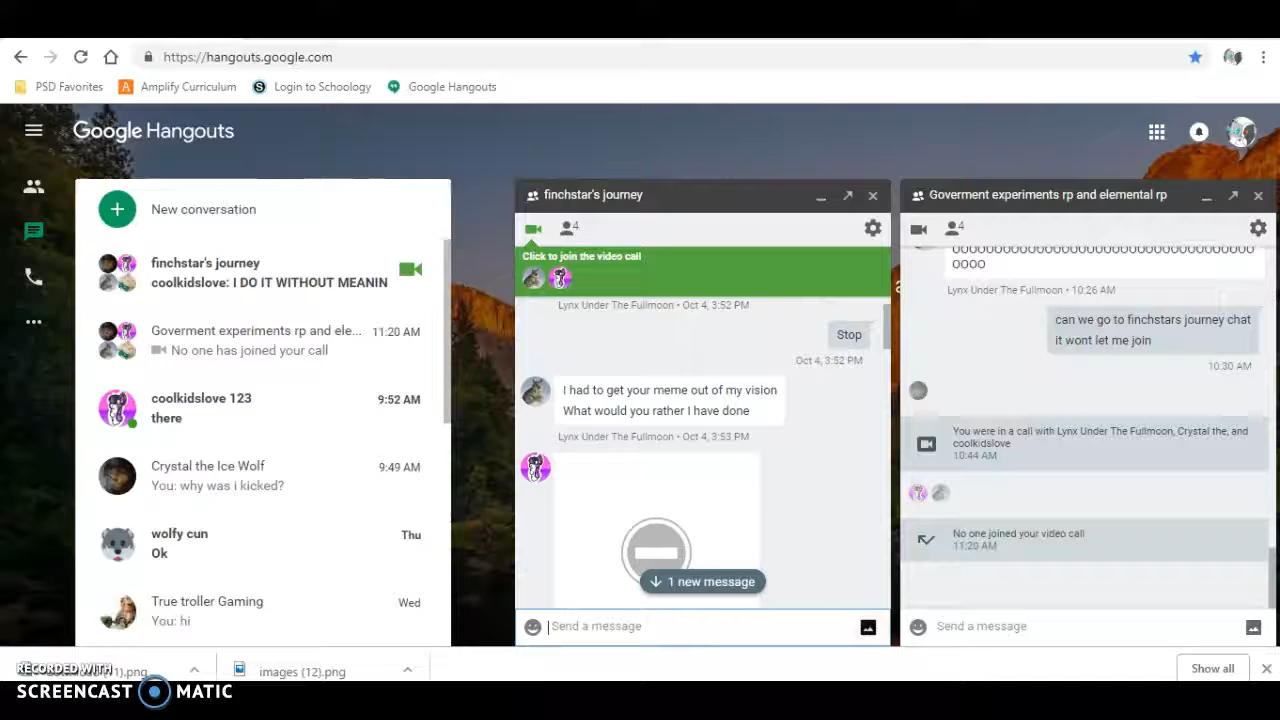 https://hangouts.google.com
PSD Favorites
Amplify Curriculum
Login to Schoology
Google Hangouts
Google Hangouts
New conversation
finchstar's journey
coolkidslove: I DO IT WITHOUT MEANIN
Goverment experiments rp and ele...
11:20 AM
No one has joined your call
coolkidslove 123
9:52 AM
there
Crystal the Ice Wolf
9:49 AM
You: why was i kicked?
wolfy cun
Thu
Ok
True troller Gaming
Wed
You: hi
finchstar's journey
4
Click to join the video call
Lynx Under The Fullmoon • Oct 4, 3:52 PM
Stop
Oct 4, 3:52 PM
I had to get your meme out of my vision
What would you rather I have done
Lynx Under The Fullmoon • Oct 4, 3:53 PM
1 new message
Send a message
Goverment experiments rp and elemental rp
4
oooo
Lynx Under The Fullmoon • 10:26 AM
can we go to finchstars journey chat
it wont let me join
10:30 AM
You were in a call with Lynx Under The Fullmoon, Crystal the, and
coolkidslove
10:44 AM
No one joined your video call
11:20 AM
Send a message
images (12).png
Show all
RECORDED WITH
SCREENCAST MATIC